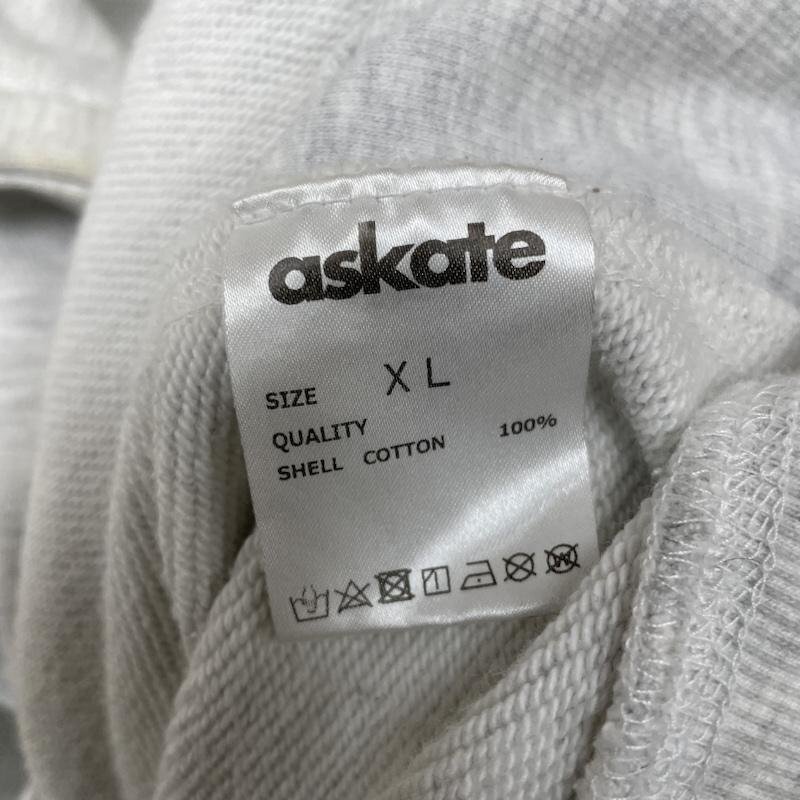 askate
SIZE XL
QUALITY
SHELL COTTON 100%
W